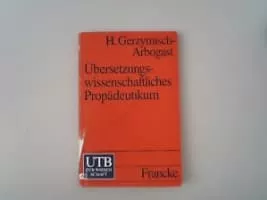 H. Gerzymisch-
Arbogast
Übersetzungs-
wissenschaftliches
Propädeutikum
UTB
FÜR WISSEN
SCHAFT
Francke